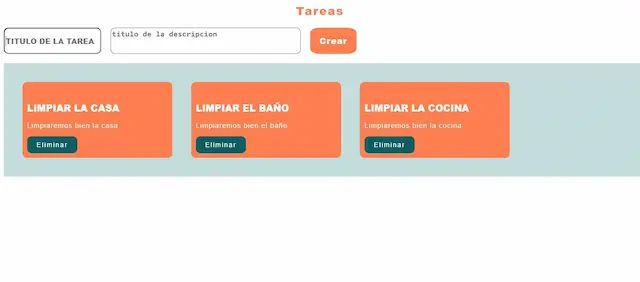 Tareas
TITULO DE LA TAREA
titulo de la descripcion
Crear
LIMPIAR LA CASA
Limpiaremos bien la casa
Eliminar
LIMPIAR EL BAÑO
Limpiaremos bien el baño
Eliminar
LIMPIAR LA COCINA
Limpiaremos bien la cocina
Eliminar